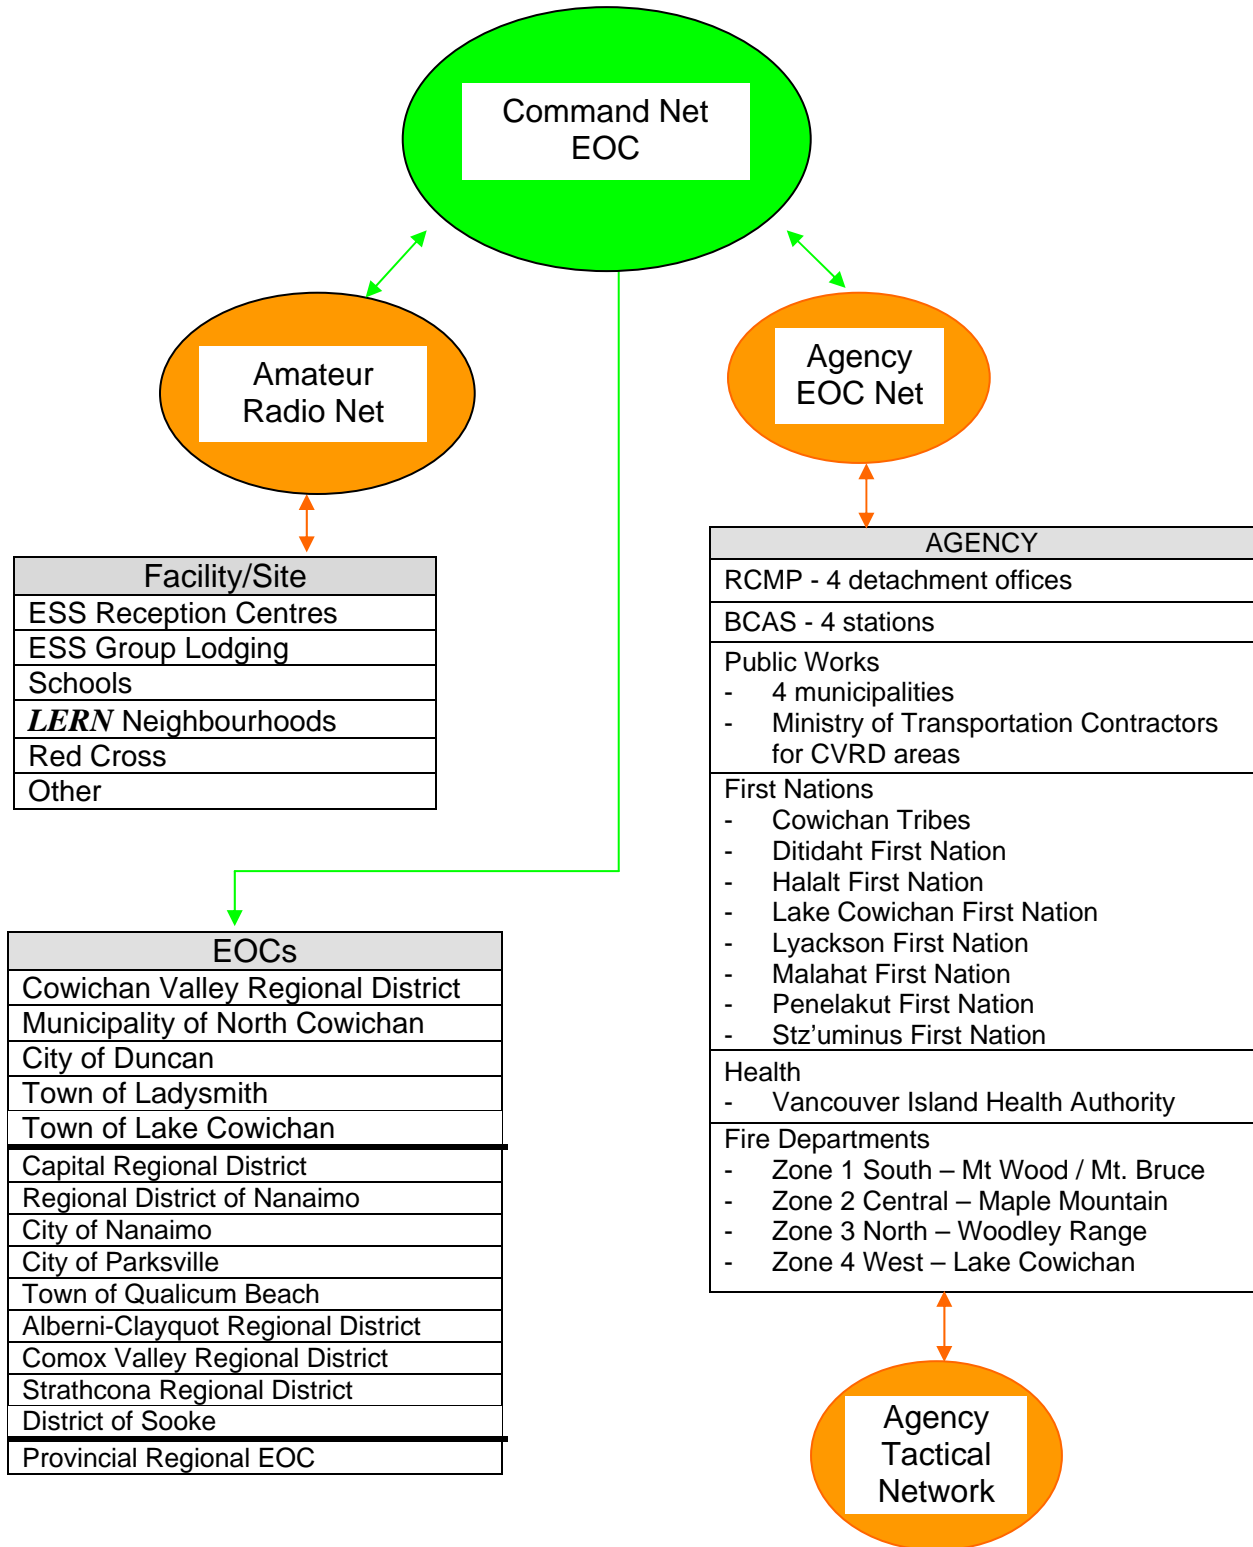 Command Net
EOC
Amateur
Radio Net
Agency
EOC Net
Facility/Site
ESS Reception Centres
ESS Group Lodging
Schools
LERN Neighbourhoods
Red Cross
Other
EOCs
Cowichan Valley Regional District
Municipality of North Cowichan
City of Duncan
Town of Ladysmith
Town of Lake Cowichan
Capital Regional District
Regional District of Nanaimo
City of Nanaimo
City of Parksville
Town of Qualicum Beach
Alberni-Clayquot Regional District
Comox Valley Regional District
Strathcona Regional District
District of Sooke
Provincial Regional EOC
AGENCY
RCMP - 4 detachment offices
BCAS - 4 stations
Public Works
- 4 municipalities
- Ministry of Transportation Contractors
for CVRD areas
First Nations
- Cowichan Tribes
- Ditidaht First Nation
- Halalt First Nation
- Lake Cowichan First Nation
- Lyackson First Nation
- Malahat First Nation
- Penelakut First Nation
- Stz’uminus First Nation
Health
- Vancouver Island Health Authority
Fire Departments
- Zone 1 South – Mt Wood / Mt. Bruce
- Zone 2 Central – Maple Mountain
- Zone 3 North – Woodley Range
- Zone 4 West – Lake Cowichan
Agency
Tactical
Network